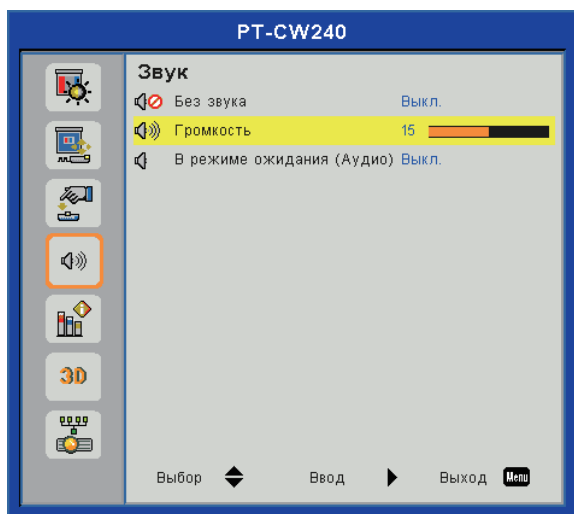 PT-CW240
Звук
Без звука Выкл.
Громкость 15
В режиме ожидания (Аудио) Выкл.
3D
Выбор Ввод Выход Menu